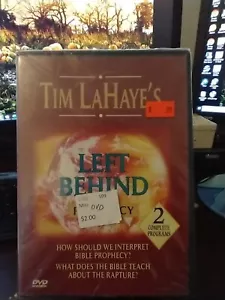 TIM LAHAYE'S
LEFT
BEHIND
DVD
$2.00
2
COMPLETE
PROGRAMS
HOW SHOULD WE INTERPRET
BIBLE PROPHECY?
WHAT DOES THE BIBLE TEACH
ABOUT THE RAPTURE?
DVD